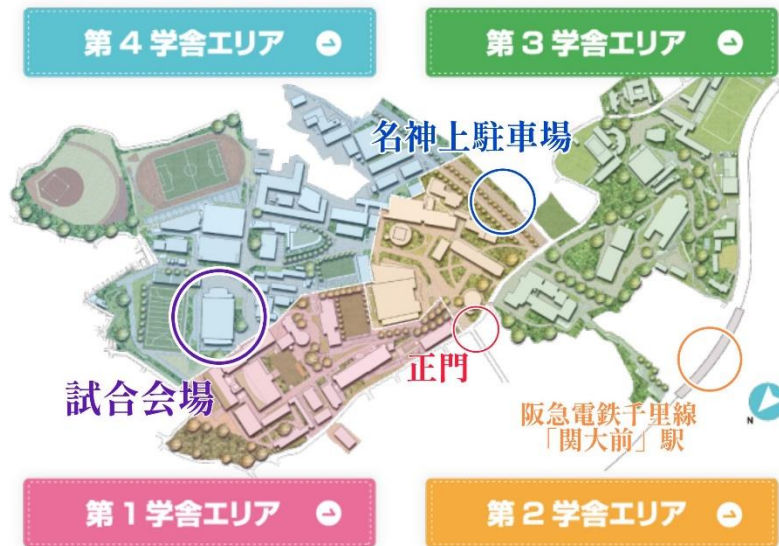 第4学舎エリア
第3学舎エリア
名神上駐車場
試合会場
正門
阪急電鉄千里線
「関大前」駅
N
第1学舎エリア
第2学舎エリア